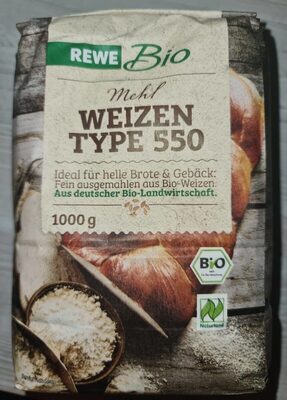 REWE Bio
Mehl
WEIZEN
TYPE 550
Ideal für helle Brote & Gebäck:
Fein ausgemahlen aus Bio-Weizen.
Aus deutscher Bio-Landwirtschaft.
1000 g
BiO
Naturland